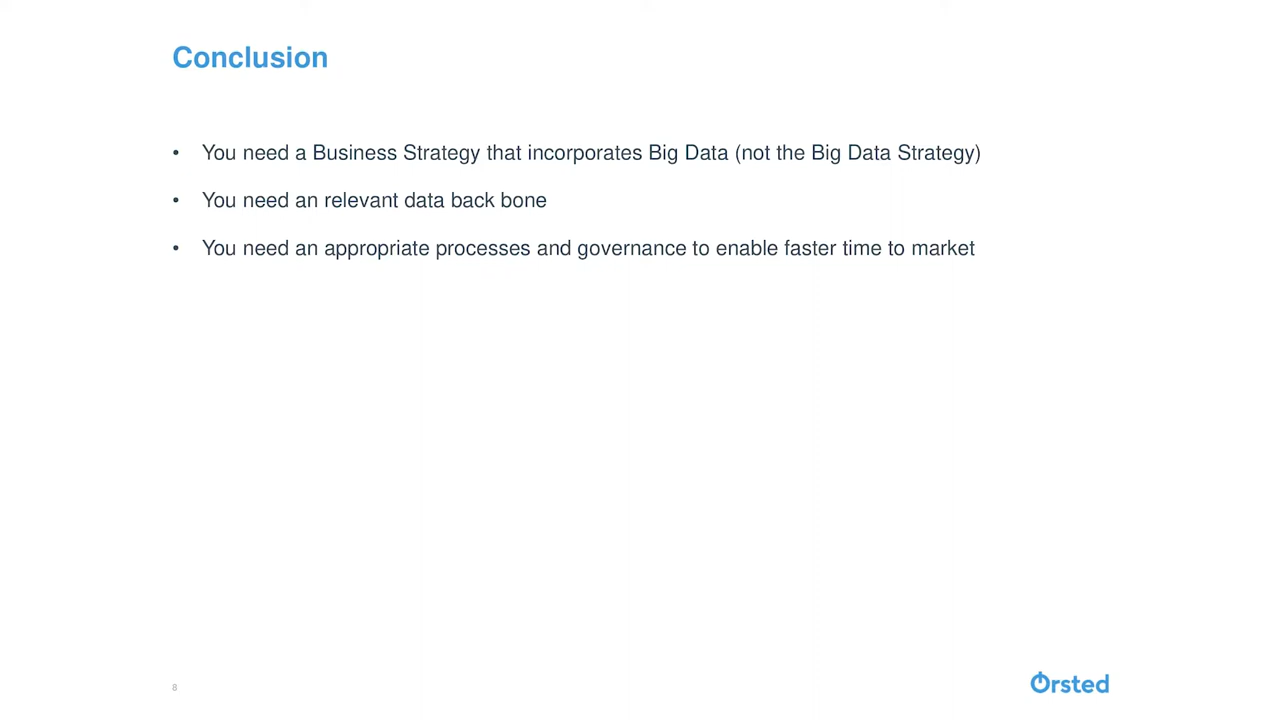 Conclusion
• You need a Business Strategy that incorporates Big Data (not the Big Data Strategy)
• You need an relevant data back bone
• You need an appropriate processes and governance to enable faster time to market
8
Ørsted